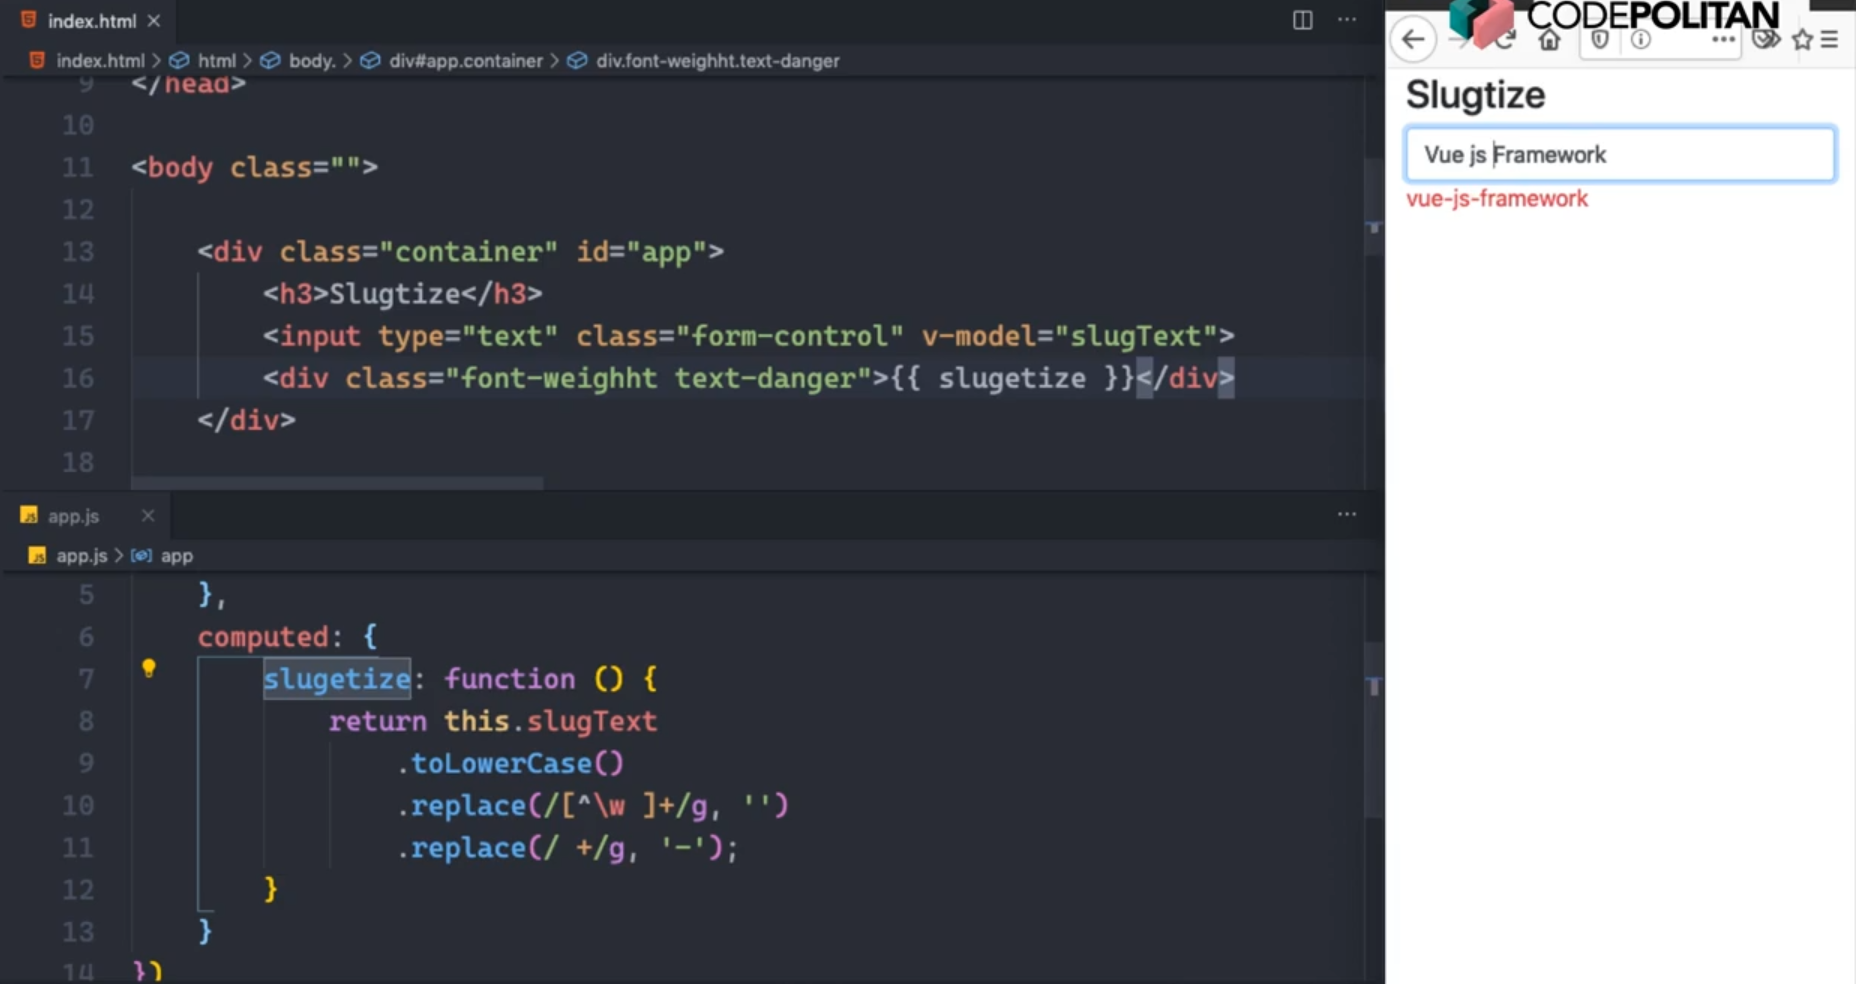 index.html
index.html > html > body. > div#app.container > div.font-weighht.text-danger
9 </head>
10
11 <body class="">
12
13 <div class="container" id="app">
14 <h3>Slugtize</h3>
15 <input type="text" class="form-control" v-model="slugText">
16 <div class="font-weighht text-danger">{{ slugetize }}</div>
17 </div>
18
app.js
app.js > app
5 },
6 computed: {
7 slugetize: function () {
8 return this.slugText
9 .toLowerCase()
10 .replace(/[^\w ]+/g, '')
11 .replace(/ +/g, '-');
12 }
13 }
14 })
CODEPOLITAN
Slugtize
Vue js Framework
vue-js-framework